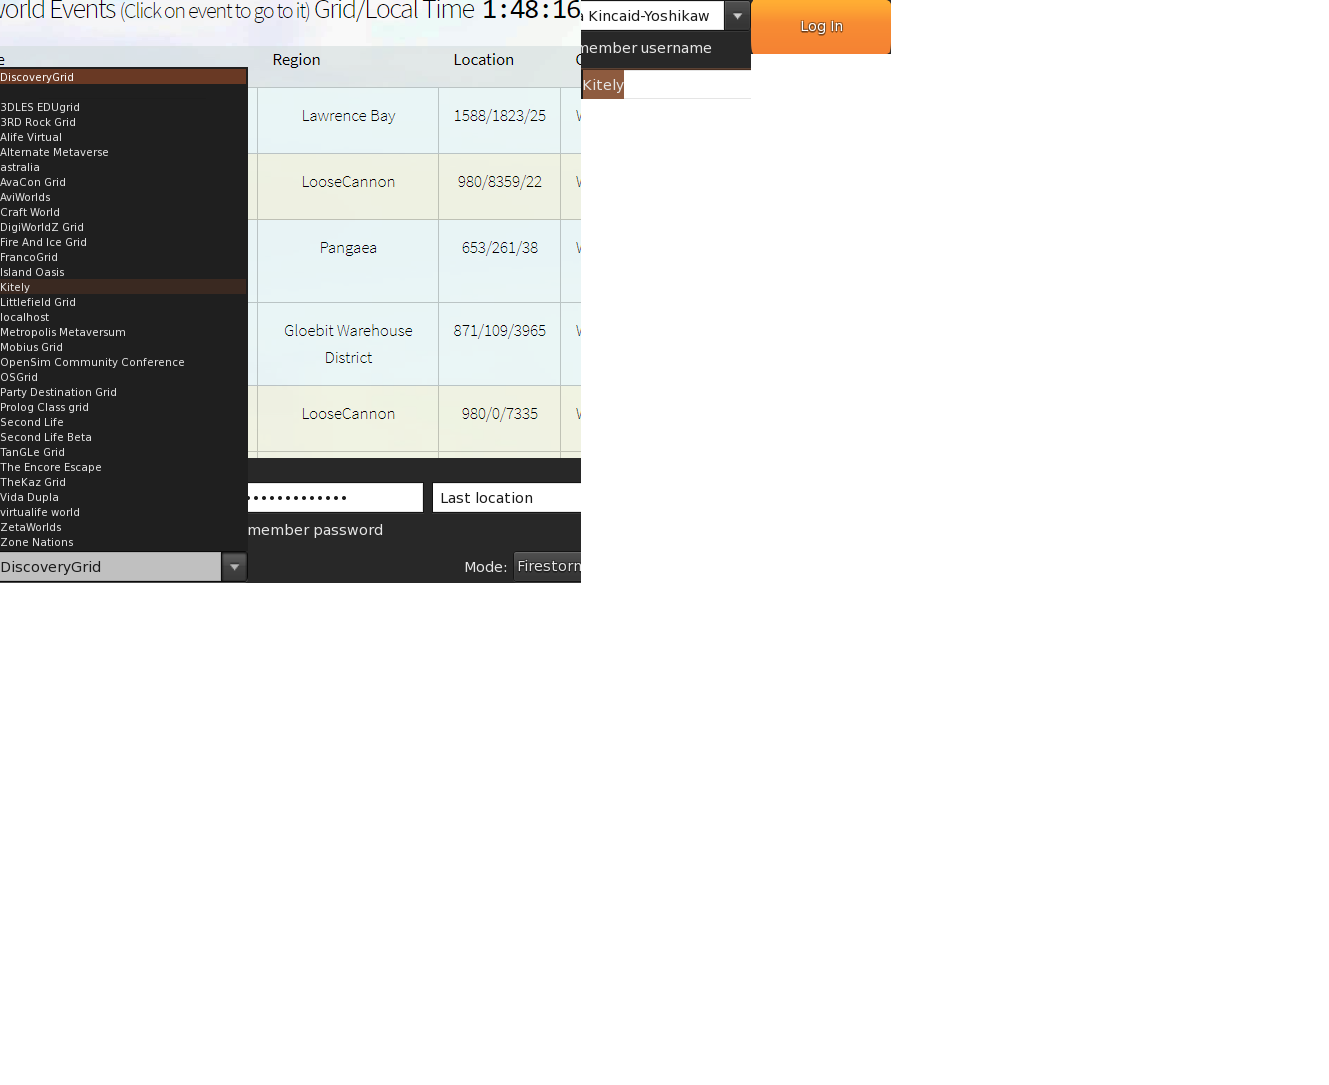 world Events (Click on event to go to it) Grid/Local Time 1:48:16
Region Location
DiscoveryGrid
3DLES EDUgrid
3RD Rock Grid
Alife Virtual
Alternate Metaverse
astralia
AvaCon Grid
AviWorlds
Craft World
DigiWorldZ Grid
Fire And Ice Grid
FrancoGrid
Island Oasis
Kitely
Littlefield Grid
localhost
Metropolis Metaversum
Mobius Grid
OpenSim Community Conference
OSGrid
Party Destination Grid
Prolog Class grid
Second Life
Second Life Beta
TanGLe Grid
The Encore Escape
TheKaz Grid
Vida Dupla
virtualife world
ZetaWorlds
Zone Nations
DiscoveryGrid
Lawrence Bay 1588/1823/25
LooseCannon 980/8359/22
Pangaea 653/261/38
Gloebit Warehouse 871/109/3965
District
LooseCannon 980/0/7335
Last location
member password
Mode: Firestorm
Kincaid-Yoshikaw
member username
Kitely
Log In